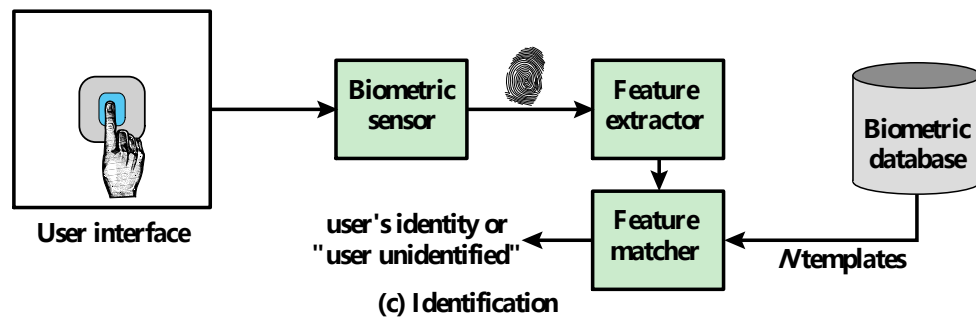 Biometric
sensor
Feature
extractor
Biometric
database
User interface
user's identity or
"user unidentified"
Feature
matcher
N templates
(c) Identification